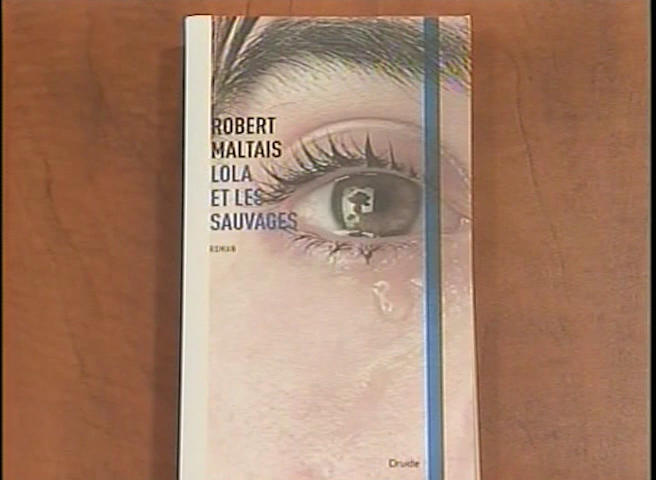 ROBERT
MALTAIS
LOLA
ET LES
SAUVAGES
ROMAN
Druide